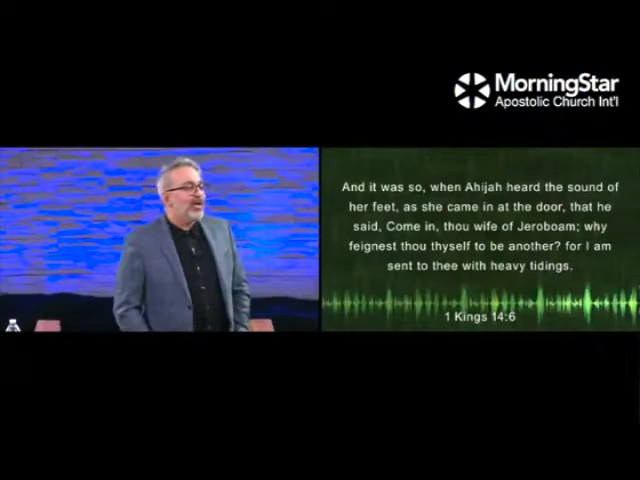 MorningStar
Apostolic Church Int'l
And it was so, when Ahijah heard the sound of
her feet, as she came in at the door, that he
said, Come in, thou wife of Jeroboam; why
feignest thou thyself to be another? for I am
sent to thee with heavy tidings.
1 Kings 14:6